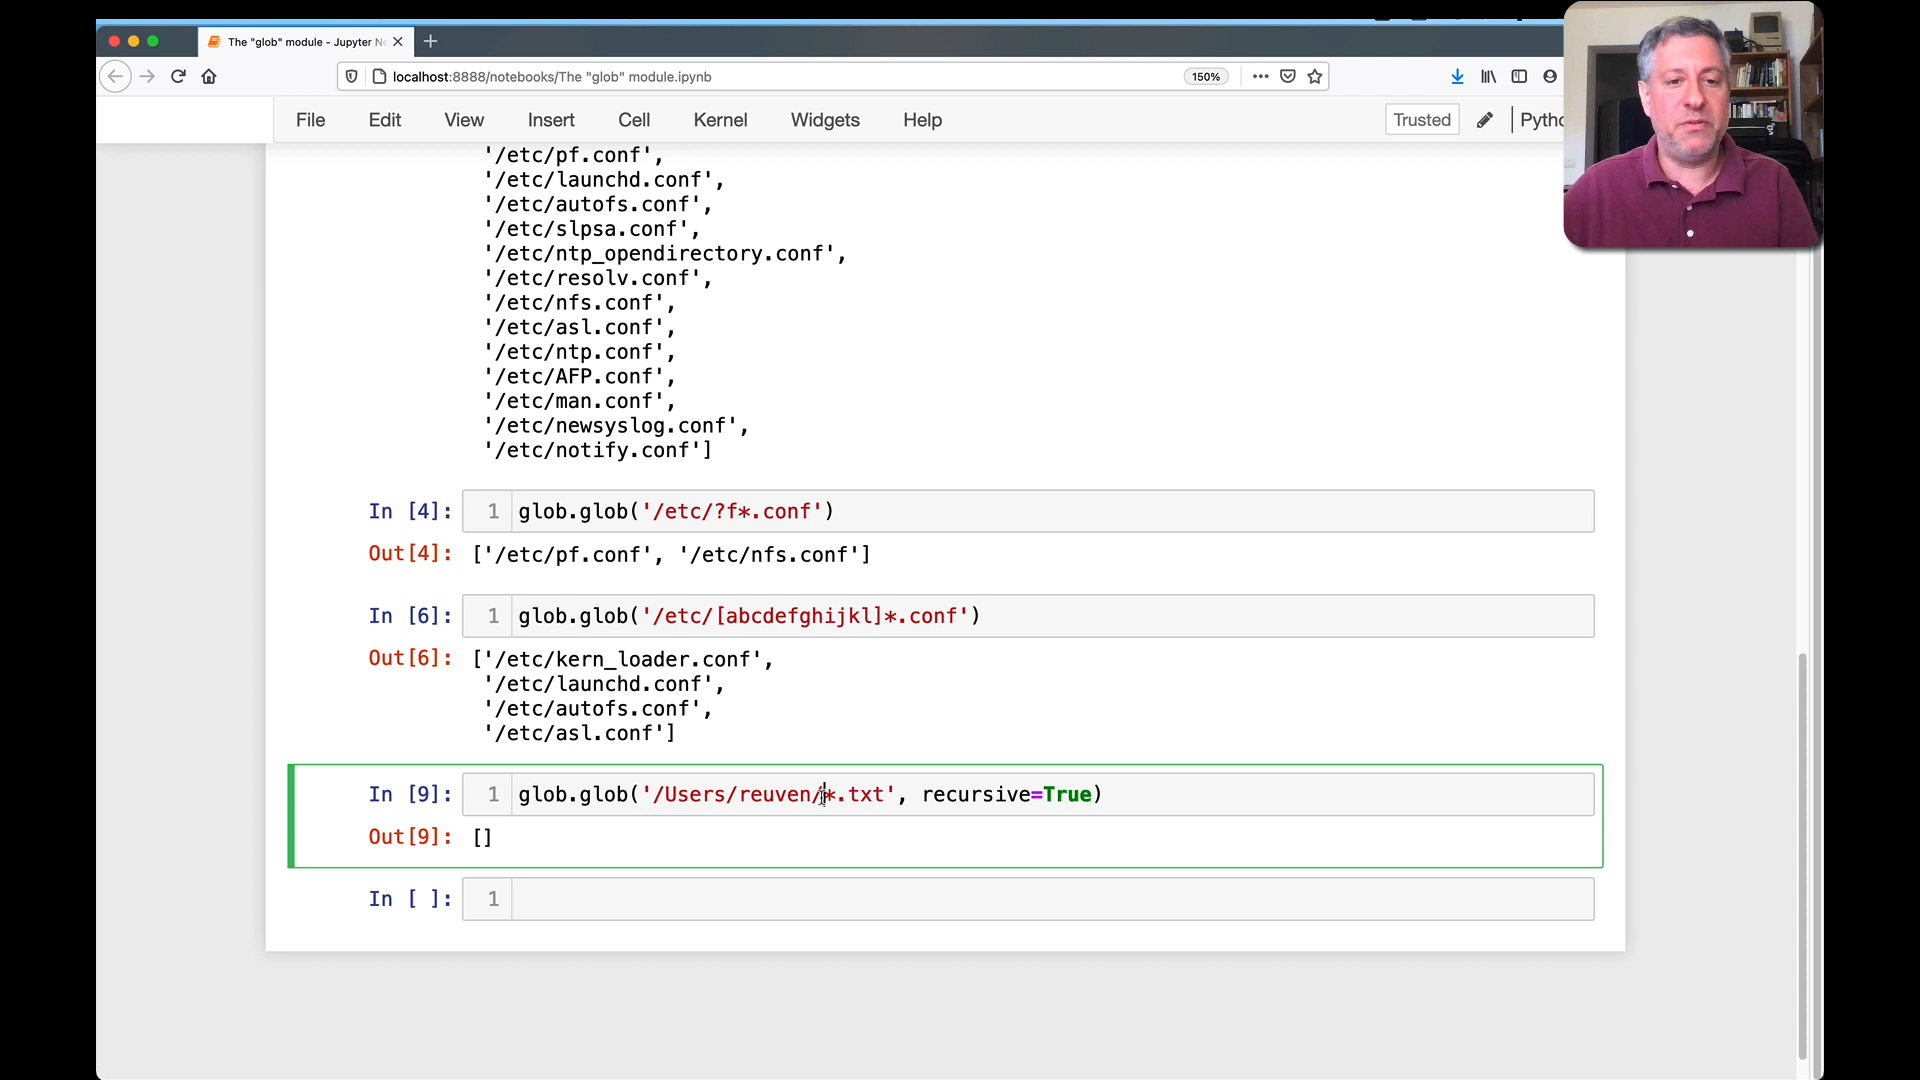 The "glob" module - Jupyter No
localhost:8888/notebooks/The "glob" module.ipynb
150%
File Edit View Insert Cell Kernel Widgets Help
Trusted
Pytho
'/etc/pf.conf',
'/etc/launchd.conf',
'/etc/autofs.conf',
'/etc/slpsa.conf',
'/etc/ntp_opendirectory.conf',
'/etc/resolv.conf',
'/etc/nfs.conf',
'/etc/asl.conf',
'/etc/ntp.conf',
'/etc/AFP.conf',
'/etc/man.conf',
'/etc/newsyslog.conf',
'/etc/notify.conf']
In [4]: 1 glob.glob('/etc/?f*.conf')
Out[4]: ['/etc/pf.conf', '/etc/nfs.conf']
In [6]: 1 glob.glob('/etc/[abcdefghijkl]*.conf')
Out[6]: ['/etc/kern_loader.conf',
'/etc/launchd.conf',
'/etc/autofs.conf',
'/etc/asl.conf']
In [9]: 1 glob.glob('/Users/reuven/*.txt', recursive=True)
Out[9]: []
In [ ]: 1